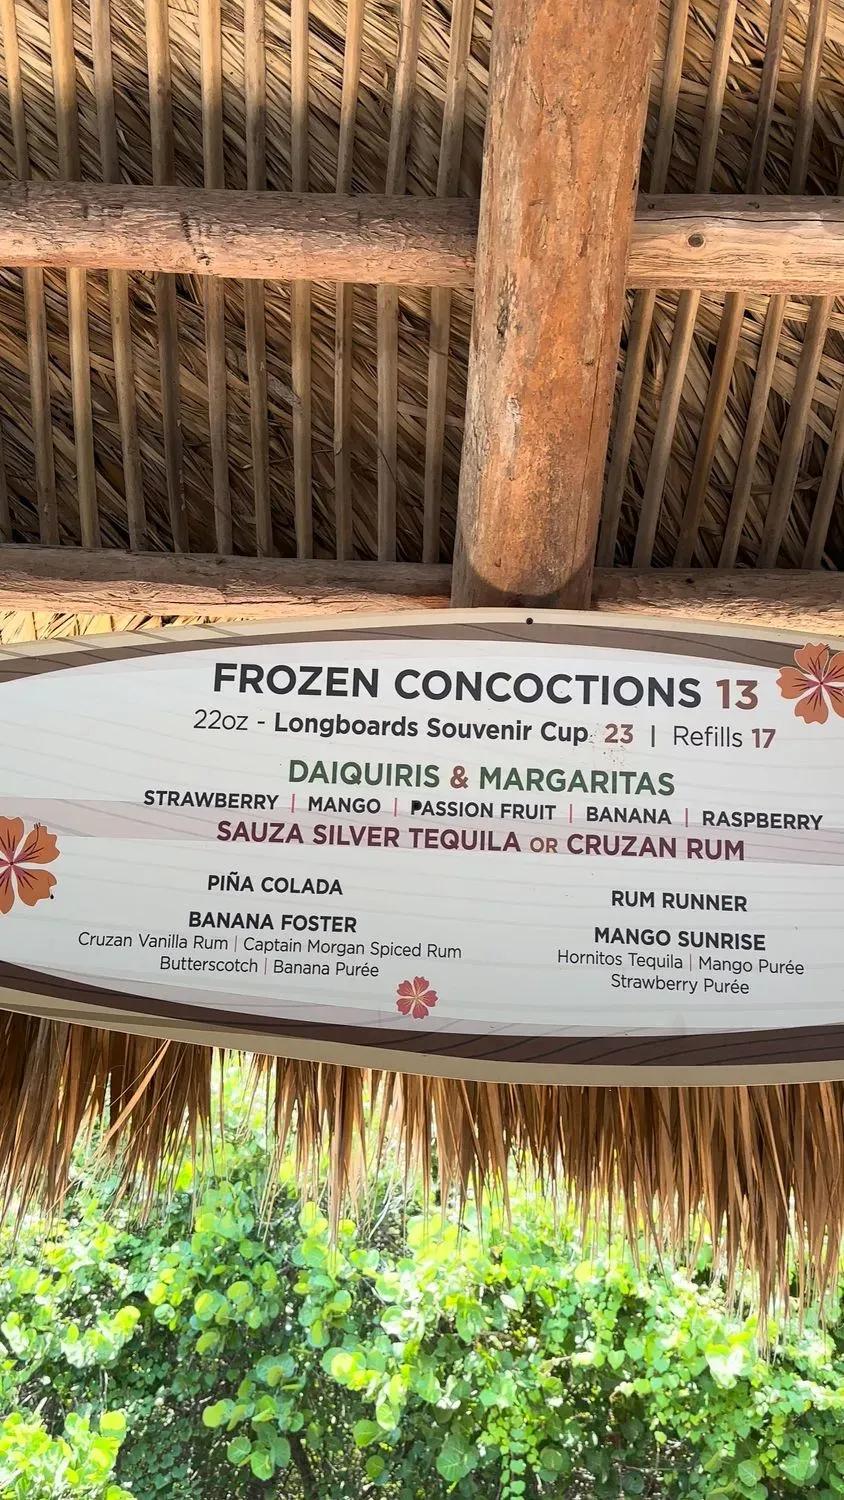 FROZEN CONCOCTIONS 13
22oz - Longboards Souvenir Cup 23 | Refills 17
DAIQUIRIS & MARGARITAS
STRAWBERRY | MANGO | PASSION FRUIT | BANANA | RASPBERRY
SAUZA SILVER TEQUILA OR CRUZAN RUM
PIÑA COLADA
BANANA FOSTER
Cruzan Vanilla Rum | Captain Morgan Spiced Rum
Butterscotch | Banana Purée
RUM RUNNER
MANGO SUNRISE
Hornitos Tequila | Mango Purée
Strawberry Purée